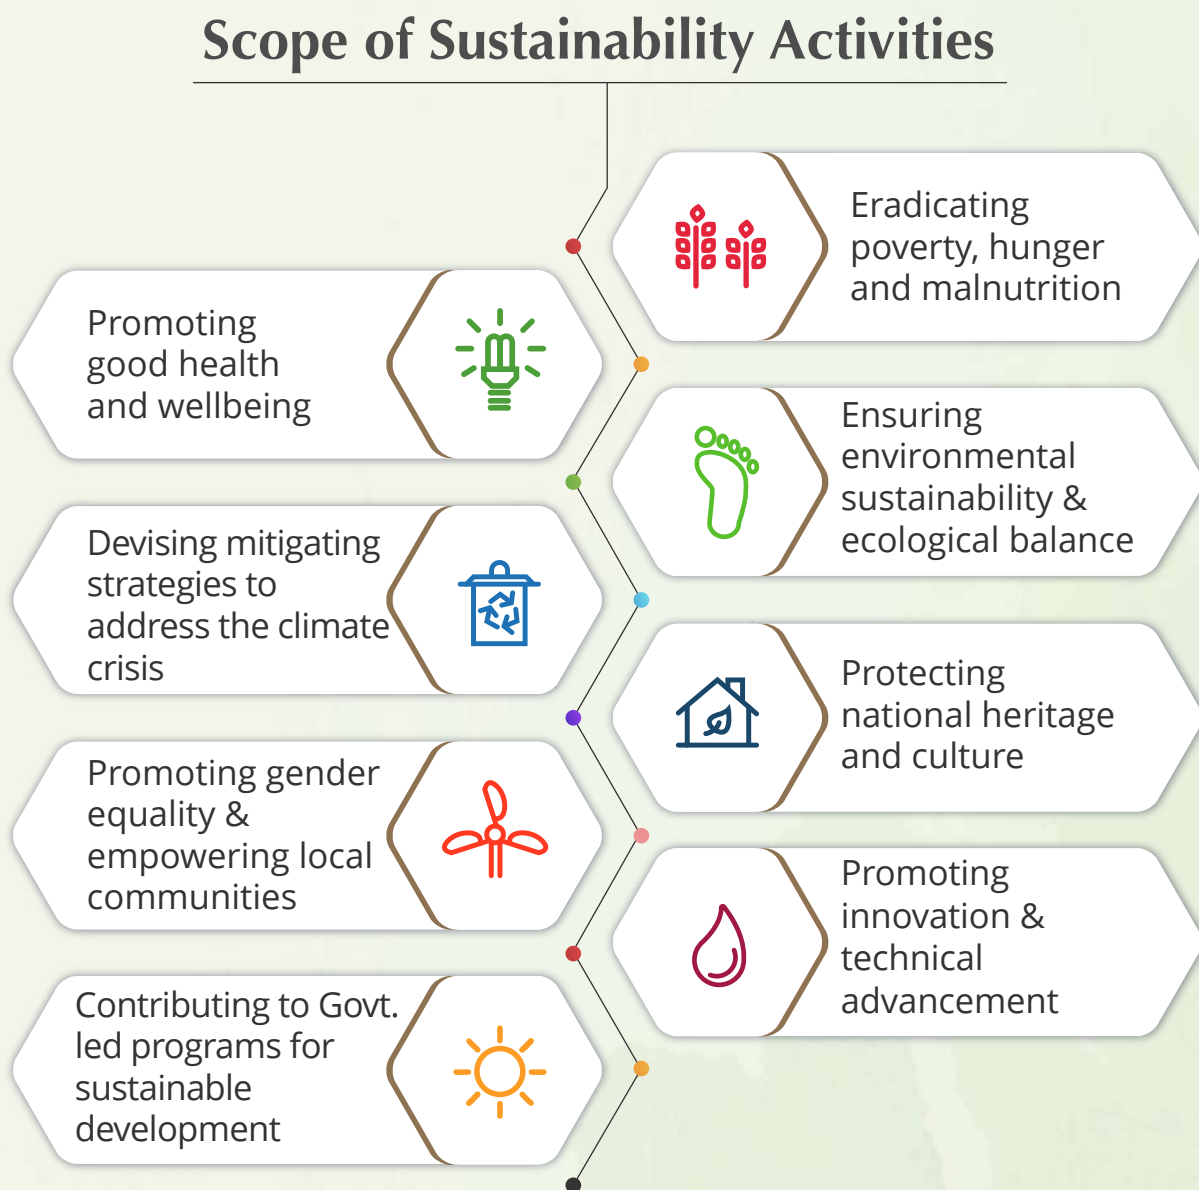 Scope of Sustainability Activities
Eradicating
poverty, hunger
and malnutrition
Promoting
good health
and wellbeing
Ensuring
environmental
sustainability &
ecological balance
Devising mitigating
strategies to
address the climate
crisis
Protecting
national heritage
and culture
Promoting gender
equality &
empowering local
communities
Promoting
innovation &
technical
advancement
Contributing to Govt.
led programs for
sustainable
development